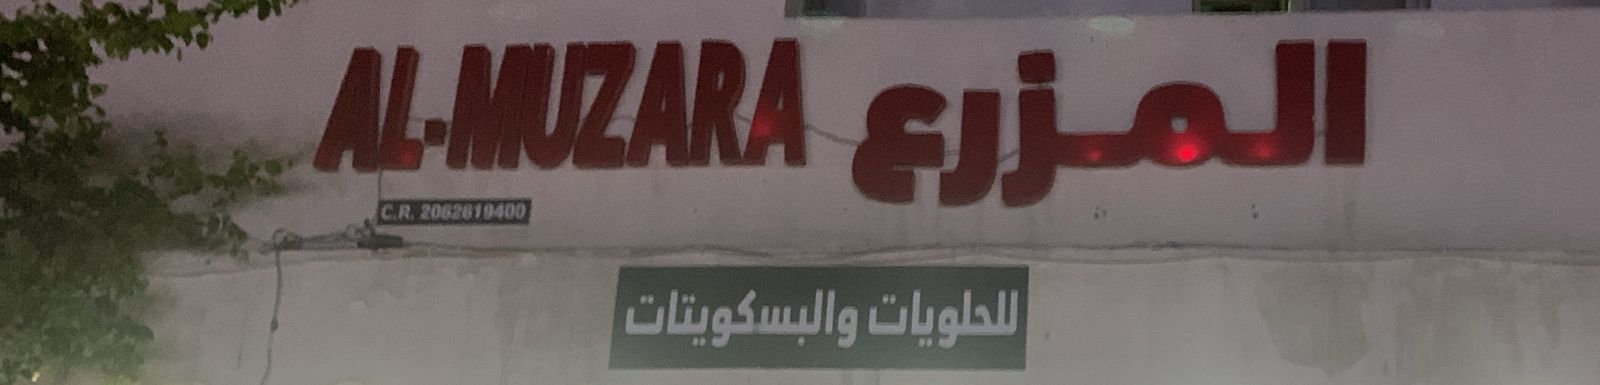 AL-MUZARA المزرع
C.R. 2062619400
للحلويات والبسكويتات